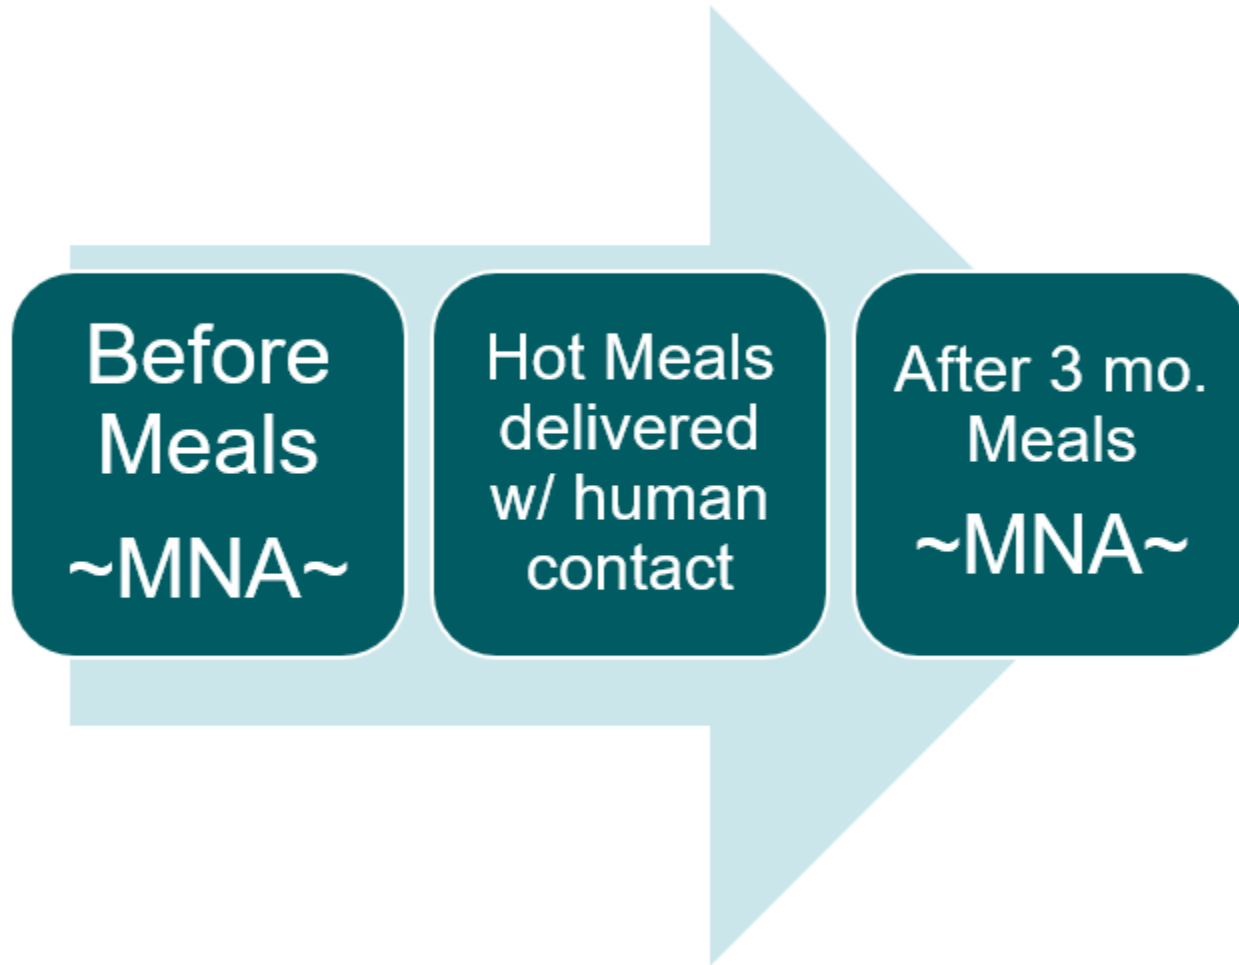 Before
Meals
~MNA~
Hot Meals
delivered
w/ human
contact
After 3 mo.
Meals
~MNA~